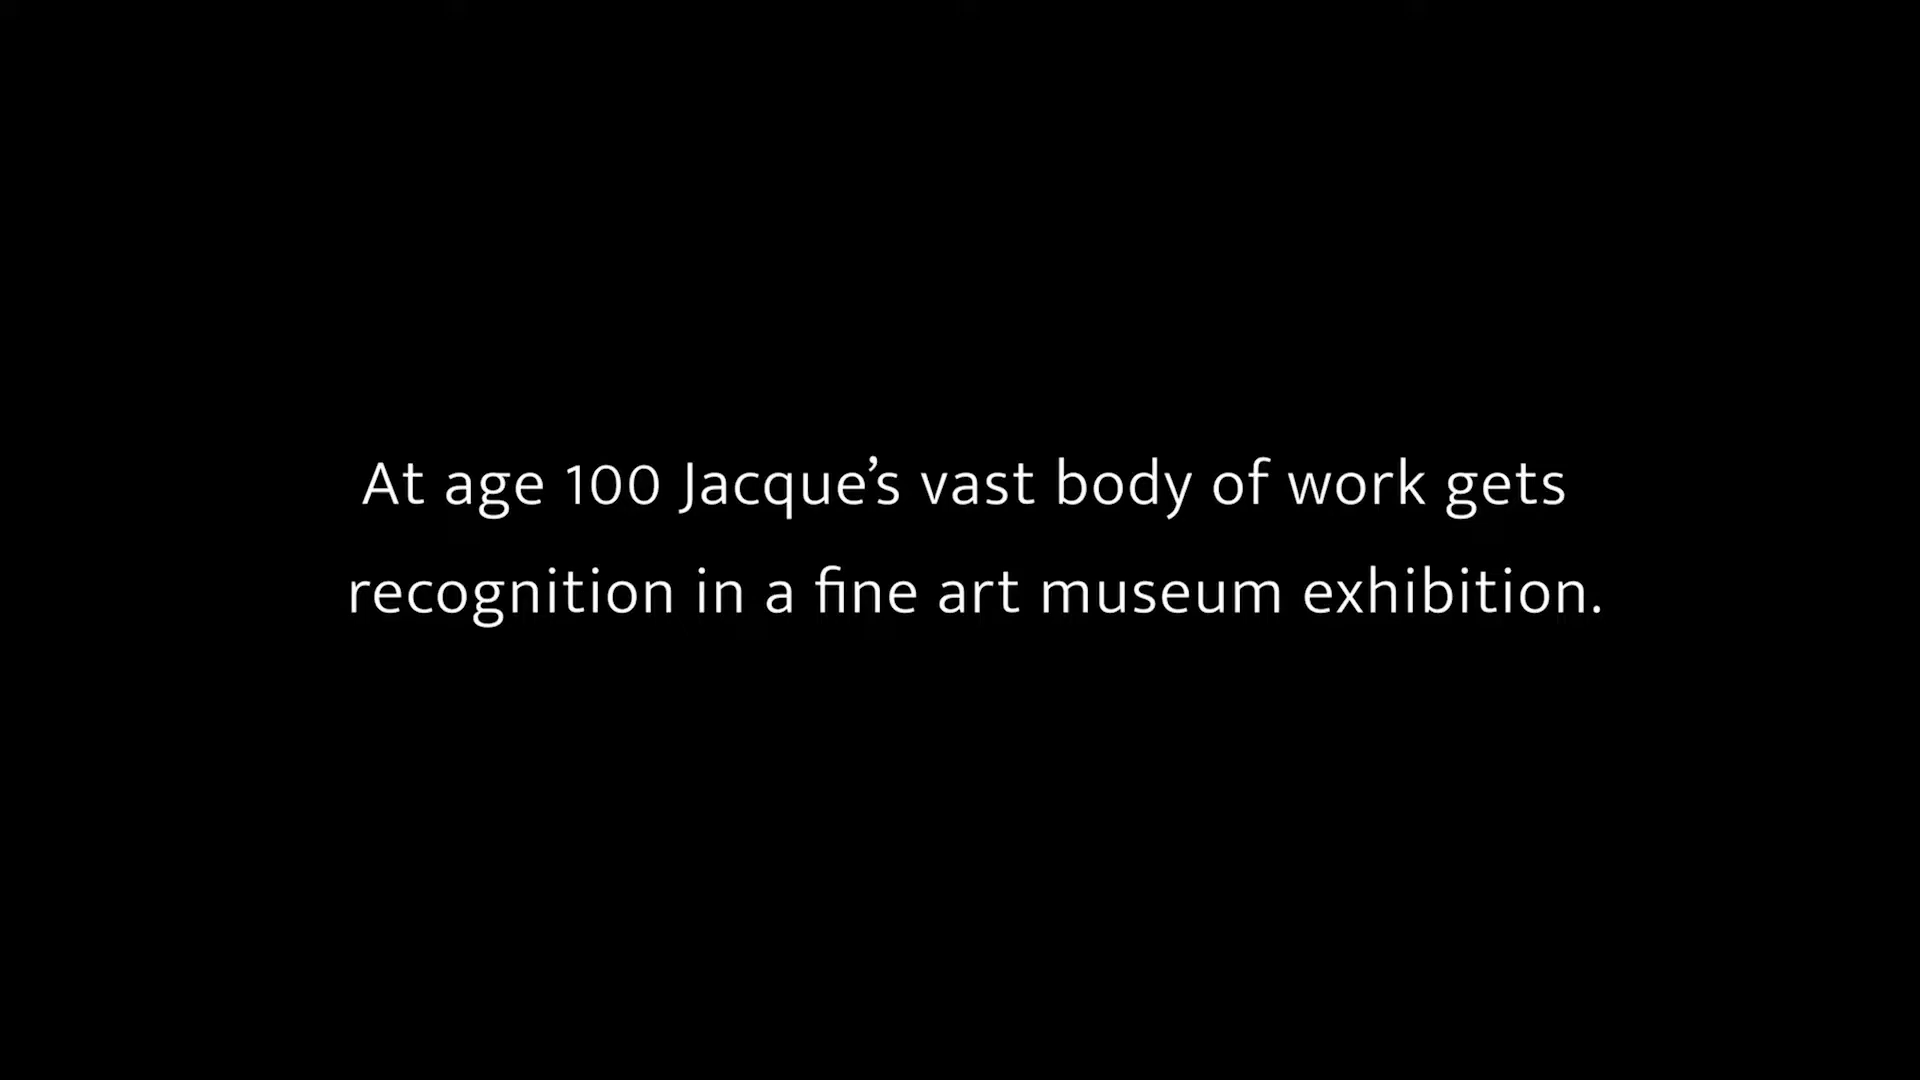 At age 100 Jacque’s vast body of work gets
recognition in a fine art museum exhibition.